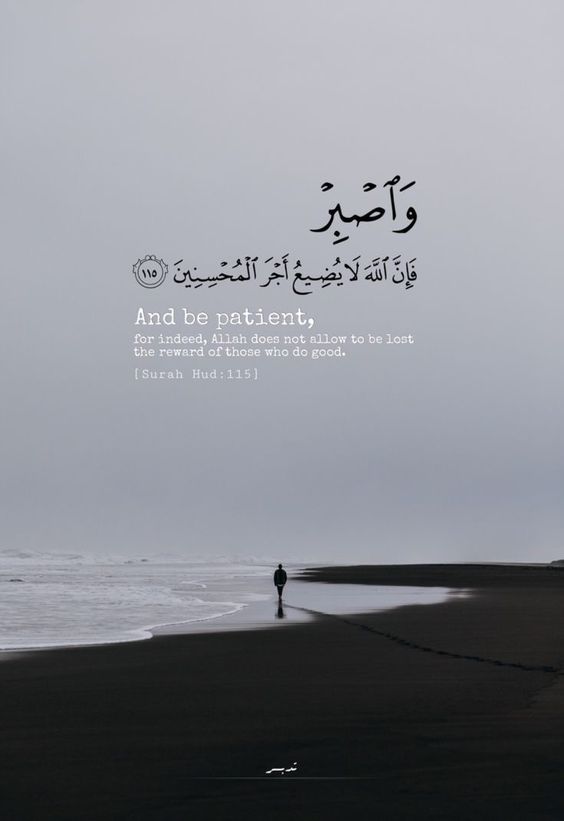 وَٱصۡبِرۡ
فَإِنَّ ٱللَّهَ لَا يُضِيعُ أَجۡرَ ٱلۡمُحۡسِنِينَ ١١٥
And be patient,
for indeed, Allah does not allow to be lost
the reward of those who do good.
[Surah Hud:115]
تدبر